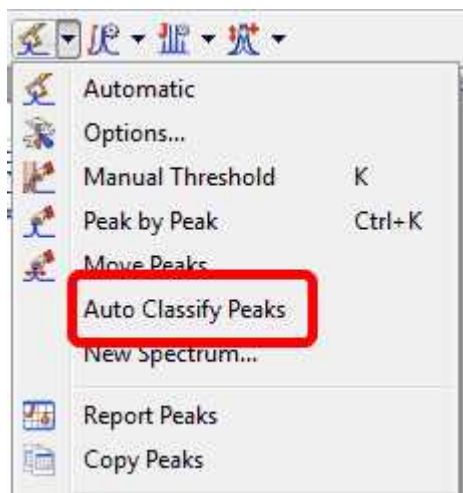 Automatic
Options...
Manual Threshold K
Peak by Peak Ctrl+K
Move Peaks
Auto Classify Peaks
New Spectrum...
Report Peaks
Copy Peaks